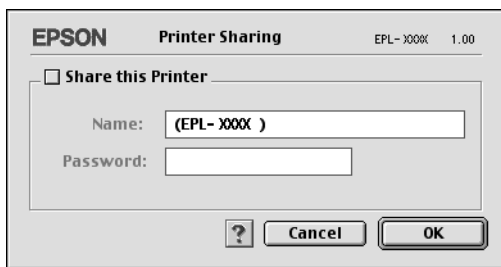 EPSON Printer Sharing EPL-XXXX 1.00
Share this Printer
Name: (EPL-XXXX )
Password:
? Cancel OK